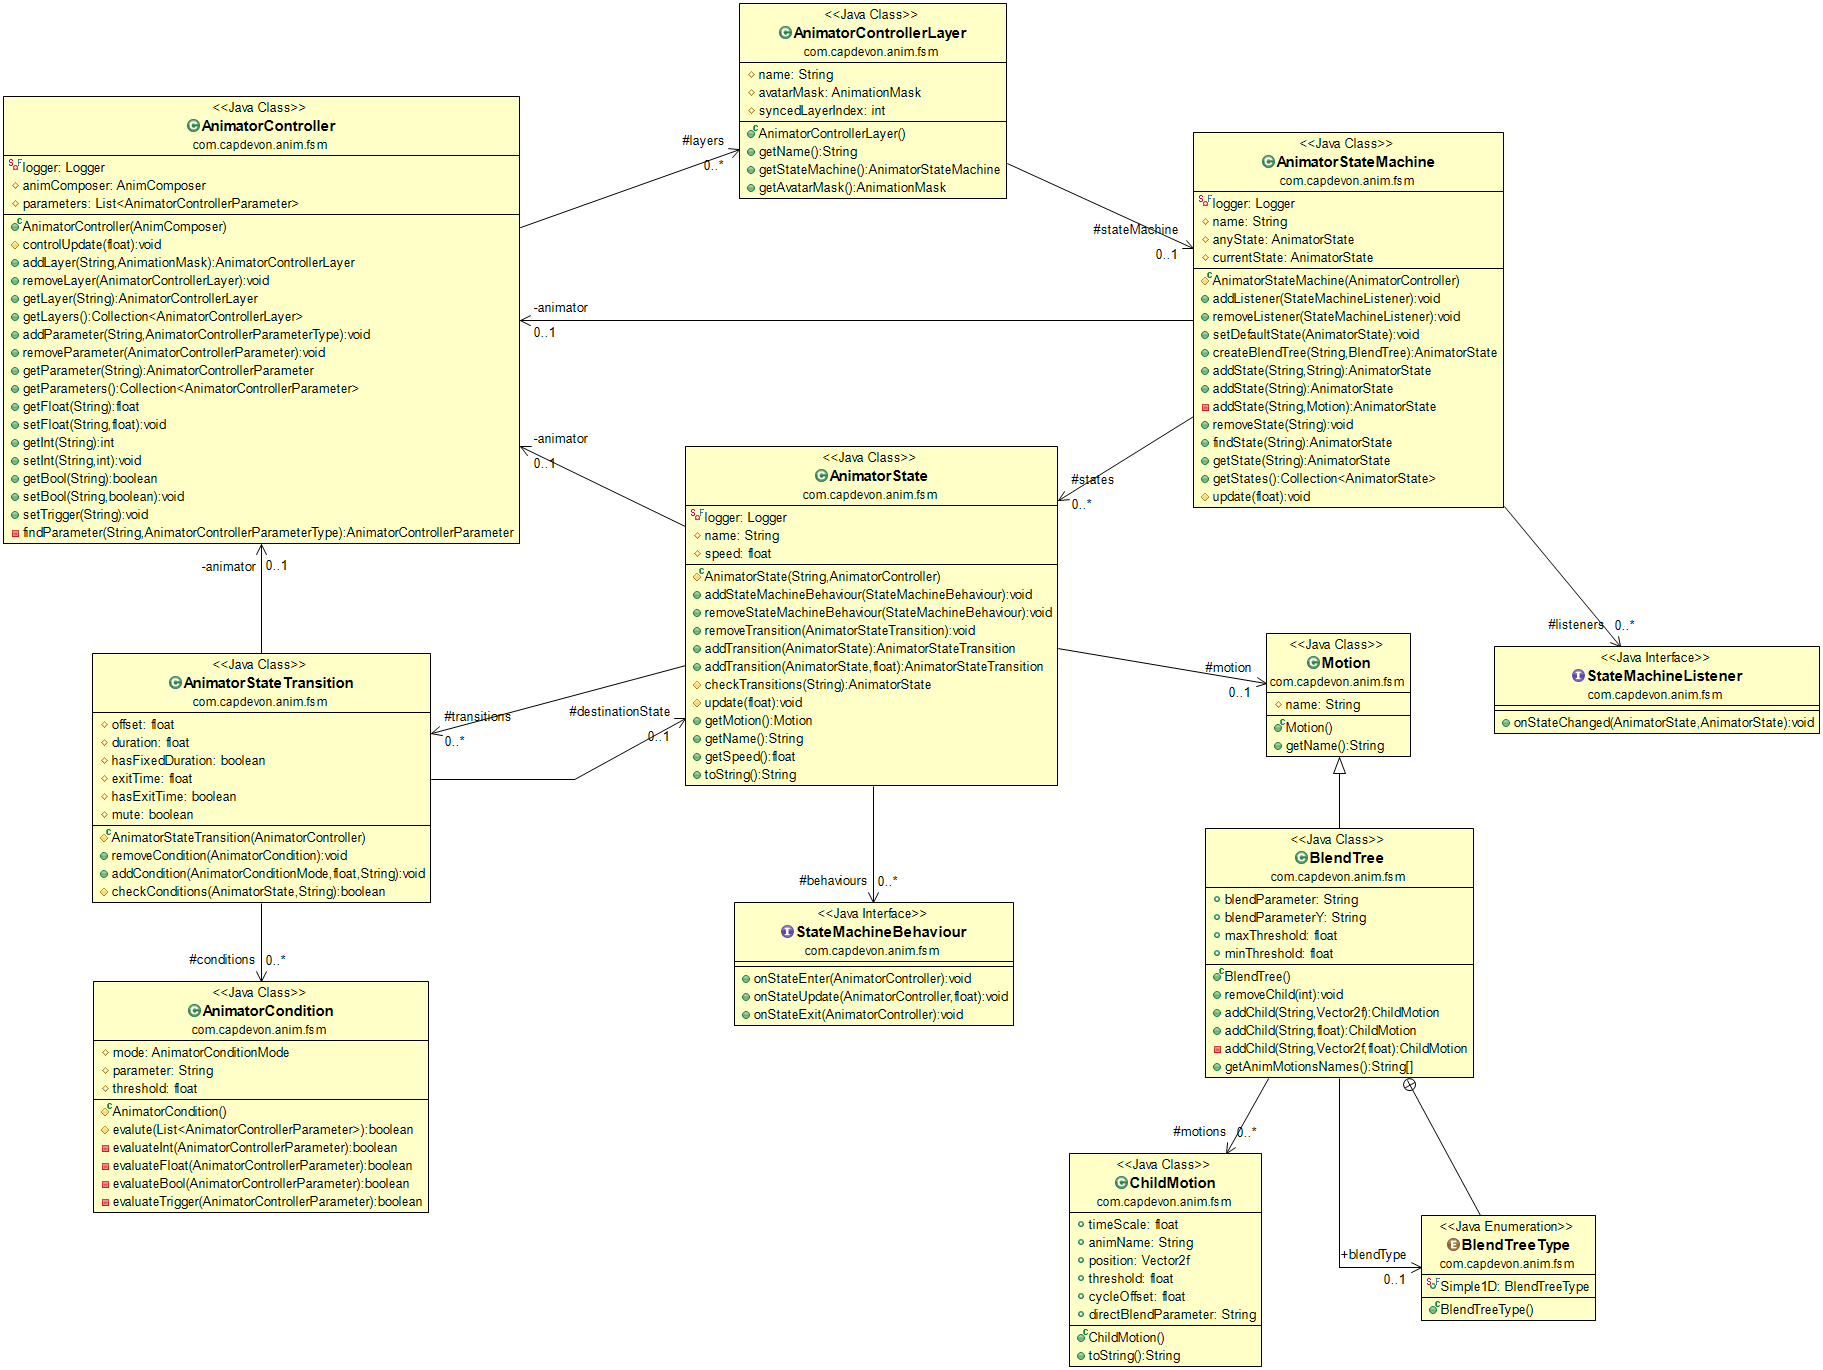 <<Java Class>>
AnimatorControllerLayer
com.capdevon.anim.fsm
name: String
avatarMask: AnimationMask
syncedLayerIndex: int
AnimatorControllerLayer()
getName():String
getStateMachine():AnimatorStateMachine
getAvatarMask():AnimationMask
<<Java Class>>
AnimatorController
com.capdevon.anim.fsm
logger: Logger
animComposer: AnimComposer
parameters: List<AnimatorControllerParameter>
AnimatorController(AnimComposer)
controlUpdate(float):void
addLayer(String,AnimationMask):AnimatorControllerLayer
removeLayer(AnimatorControllerLayer):void
getLayer(String):AnimatorControllerLayer
getLayers():Collection<AnimatorControllerLayer>
addParameter(String,AnimatorControllerParameterType):void
removeParameter(AnimatorControllerParameter):void
getParameter(String):AnimatorControllerParameter
getParameters():Collection<AnimatorControllerParameter>
getFloat(String):float
setFloat(String,float):void
getInt(String):int
setInt(String,int):void
getBool(String):boolean
setBool(String,boolean):void
setTrigger(String):void
findParameter(String,AnimatorControllerParameterType):AnimatorControllerParameter
#layers
0..*
#stateMachine
0..1
<<Java Class>>
AnimatorStateMachine
com.capdevon.anim.fsm
logger: Logger
name: String
anyState: AnimatorState
currentState: AnimatorState
AnimatorStateMachine(AnimatorController)
addListener(StateMachineListener):void
removeListener(StateMachineListener):void
setDefaultState(AnimatorState):void
createBlendTree(String,BlendTree):AnimatorState
addState(String,String):AnimatorState
addState(String):AnimatorState
addState(String,Motion):AnimatorState
removeState(String):void
findState(String):AnimatorState
getState(String):AnimatorState
getStates():Collection<AnimatorState>
update(float):void
-animator
0..1
-animator
0..1
#states
0..*
<<Java Class>>
AnimatorState
com.capdevon.anim.fsm
logger: Logger
name: String
speed: float
AnimatorState(String,AnimatorController)
addStateMachineBehaviour(StateMachineBehaviour):void
removeStateMachineBehaviour(StateMachineBehaviour):void
removeTransition(AnimatorStateTransition):void
addTransition(AnimatorState):AnimatorStateTransition
addTransition(AnimatorState,float):AnimatorStateTransition
checkTransitions(String):AnimatorState
update(float):void
getMotion():Motion
getName():String
getSpeed():float
toString():String
-animator
0..1
<<Java Class>>
AnimatorStateTransition
com.capdevon.anim.fsm
offset: float
duration: float
hasFixedDuration: boolean
exitTime: float
hasExitTime: boolean
mute: boolean
AnimatorStateTransition(AnimatorController)
removeCondition(AnimatorCondition):void
addCondition(AnimatorConditionMode,float,String):void
checkConditions(AnimatorState,String):boolean
#transitions
0..*
#destinationState
0..1
#motion
0..1
<<Java Class>>
Motion
com.capdevon.anim.fsm
name: String
Motion()
getName():String
#listeners
0..*
<<Java Interface>>
StateMachineListener
com.capdevon.anim.fsm
onStateChanged(AnimatorState,AnimatorState):void
#behaviours
0..*
<<Java Interface>>
StateMachineBehaviour
com.capdevon.anim.fsm
onStateEnter(AnimatorController):void
onStateUpdate(AnimatorController,float):void
onStateExit(AnimatorController):void
#conditions
0..*
<<Java Class>>
AnimatorCondition
com.capdevon.anim.fsm
mode: AnimatorConditionMode
parameter: String
threshold: float
AnimatorCondition()
evalute(List<AnimatorControllerParameter>):boolean
evaluateInt(AnimatorControllerParameter):boolean
evaluateFloat(AnimatorControllerParameter):boolean
evaluateBool(AnimatorControllerParameter):boolean
evaluateTrigger(AnimatorControllerParameter):boolean
<<Java Class>>
BlendTree
com.capdevon.anim.fsm
blendParameter: String
blendParameterY: String
maxThreshold: float
minThreshold: float
BlendTree()
removeChild(int):void
addChild(String,Vector2f):ChildMotion
addChild(String,float):ChildMotion
addChild(String,Vector2f,float):ChildMotion
getAnimMotionsNames():String[]
#motions
0..*
<<Java Class>>
ChildMotion
com.capdevon.anim.fsm
timeScale: float
animName: String
position: Vector2f
threshold: float
cycleOffset: float
directBlendParameter: String
ChildMotion()
toString():String
+blendType
0..1
<<Java Enumeration>>
BlendTreeType
com.capdevon.anim.fsm
Simple1D: BlendTreeType
BlendTreeType()